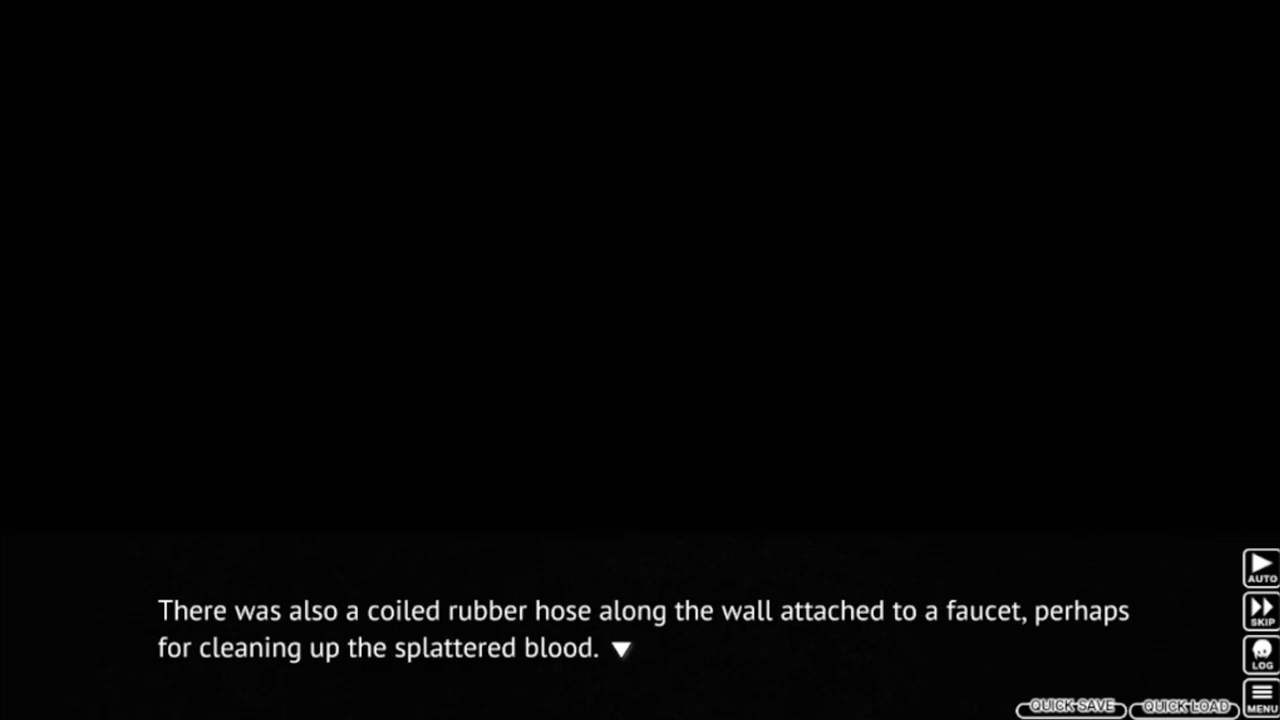 There was also a coiled rubber hose along the wall attached to a faucet, perhaps
for cleaning up the splattered blood.
AUTO
SKIP
LOG
MENU
QUICK SAVE
QUICK LOAD